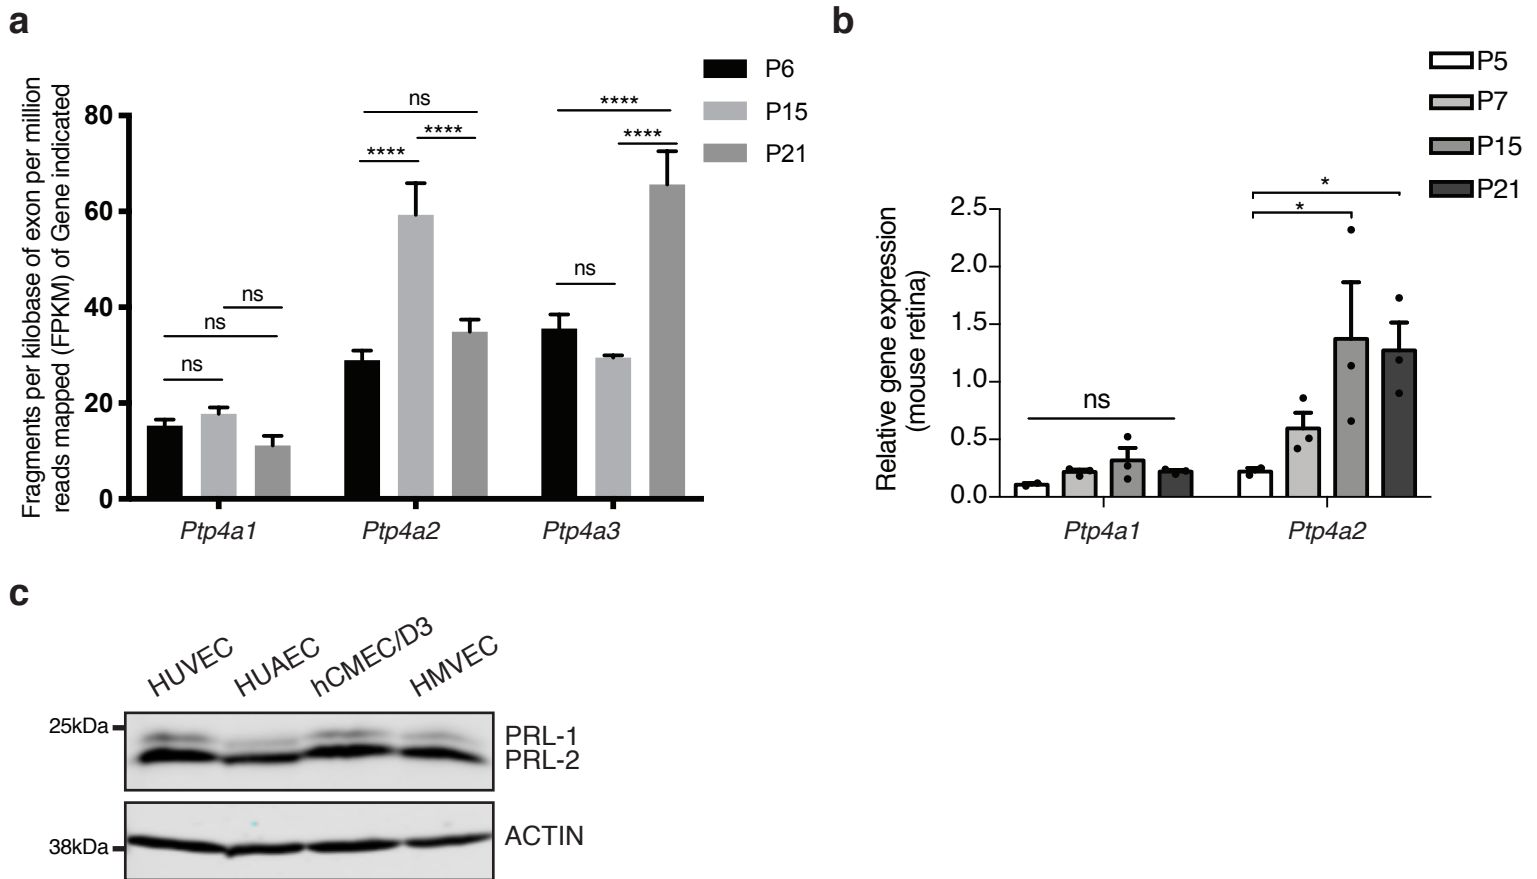 a
Fragments per kilobase of exon per million
reads mapped (FPKM) of Gene indicated
80
60
40
20
0
ns
ns
ns
ns
****
****
****
****
ns
P6
P15
P21
Ptp4a1
Ptp4a2
Ptp4a3
b
Relative gene expression
(mouse retina)
2.5
2.0
1.5
1.0
0.5
0.0
ns
*
*
P5
P7
P15
P21
Ptp4a1
Ptp4a2
c
HUVEC
HUAEC
hCMEC/D3
HMVEC
25kDa
PRL-1
PRL-2
38kDa
ACTIN